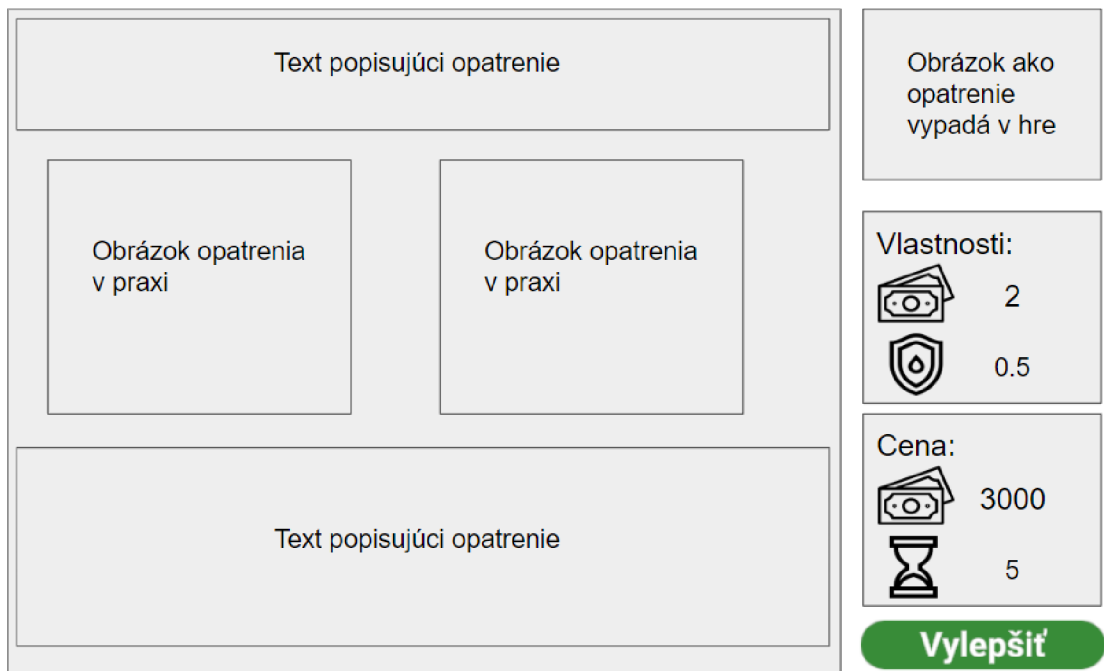 Text popisujúci opatrenie
Obrázok opatrenia
v praxi
Obrázok opatrenia
v praxi
Text popisujúci opatrenie
Obrázok ako
opatrenie
vypadá v hre
Vlastnosti:
2
0.5
Cena:
3000
5
Vylepšiť